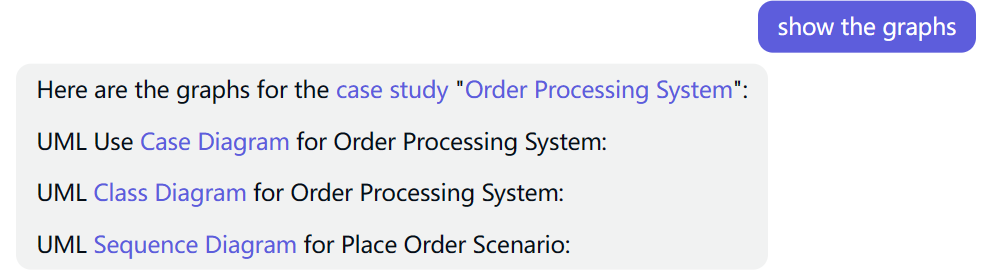 show the graphs
Here are the graphs for the case study "Order Processing System":
UML Use Case Diagram for Order Processing System:
UML Class Diagram for Order Processing System:
UML Sequence Diagram for Place Order Scenario: